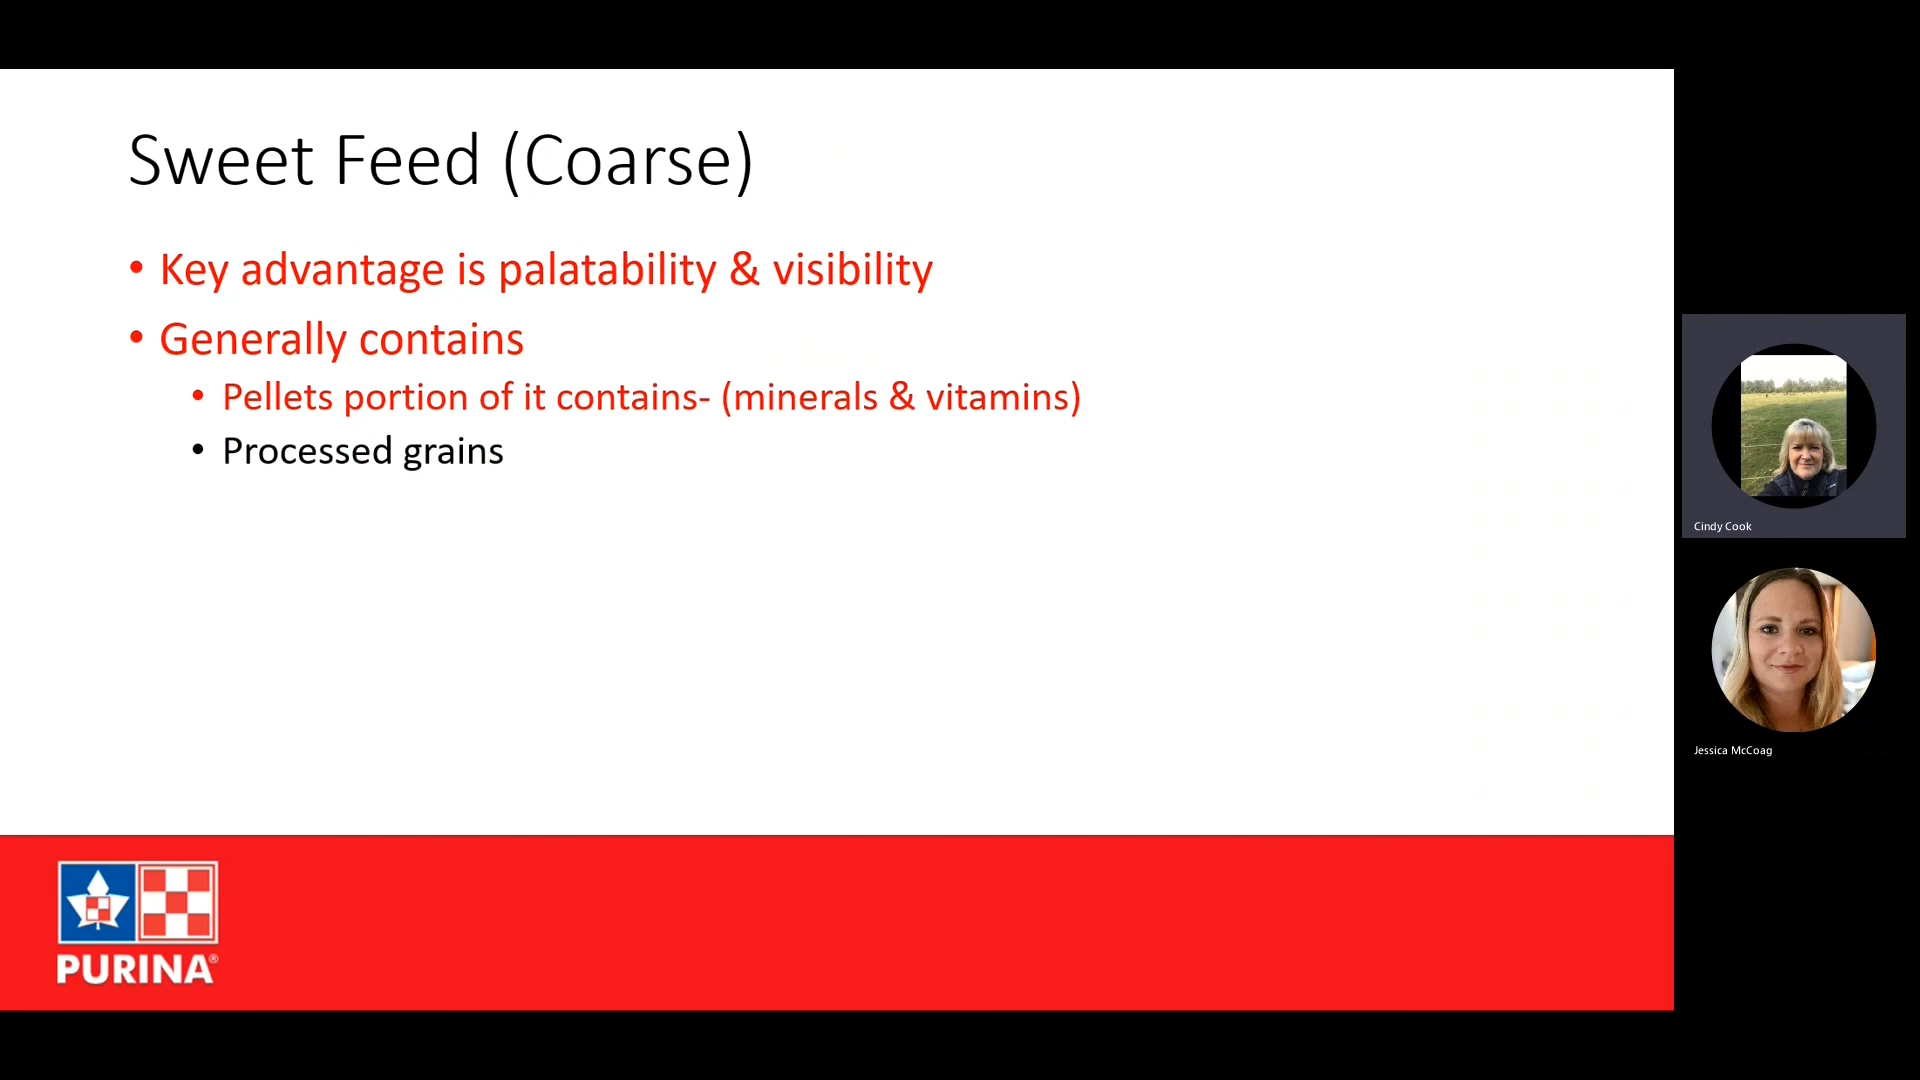 Sweet Feed (Coarse)
• Key advantage is palatability & visibility
• Generally contains
• Pellets portion of it contains- (minerals & vitamins)
• Processed grains
Cindy Cook
Jessica McCoag
PURINA®